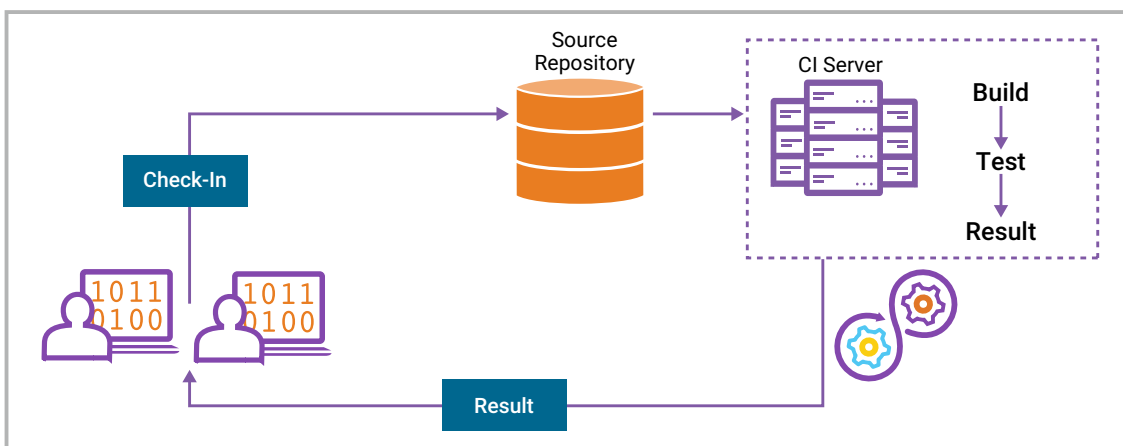 Source
Repository
CI Server
Build
Test
Result
Check-In
1011
0100
1011
0100
Result